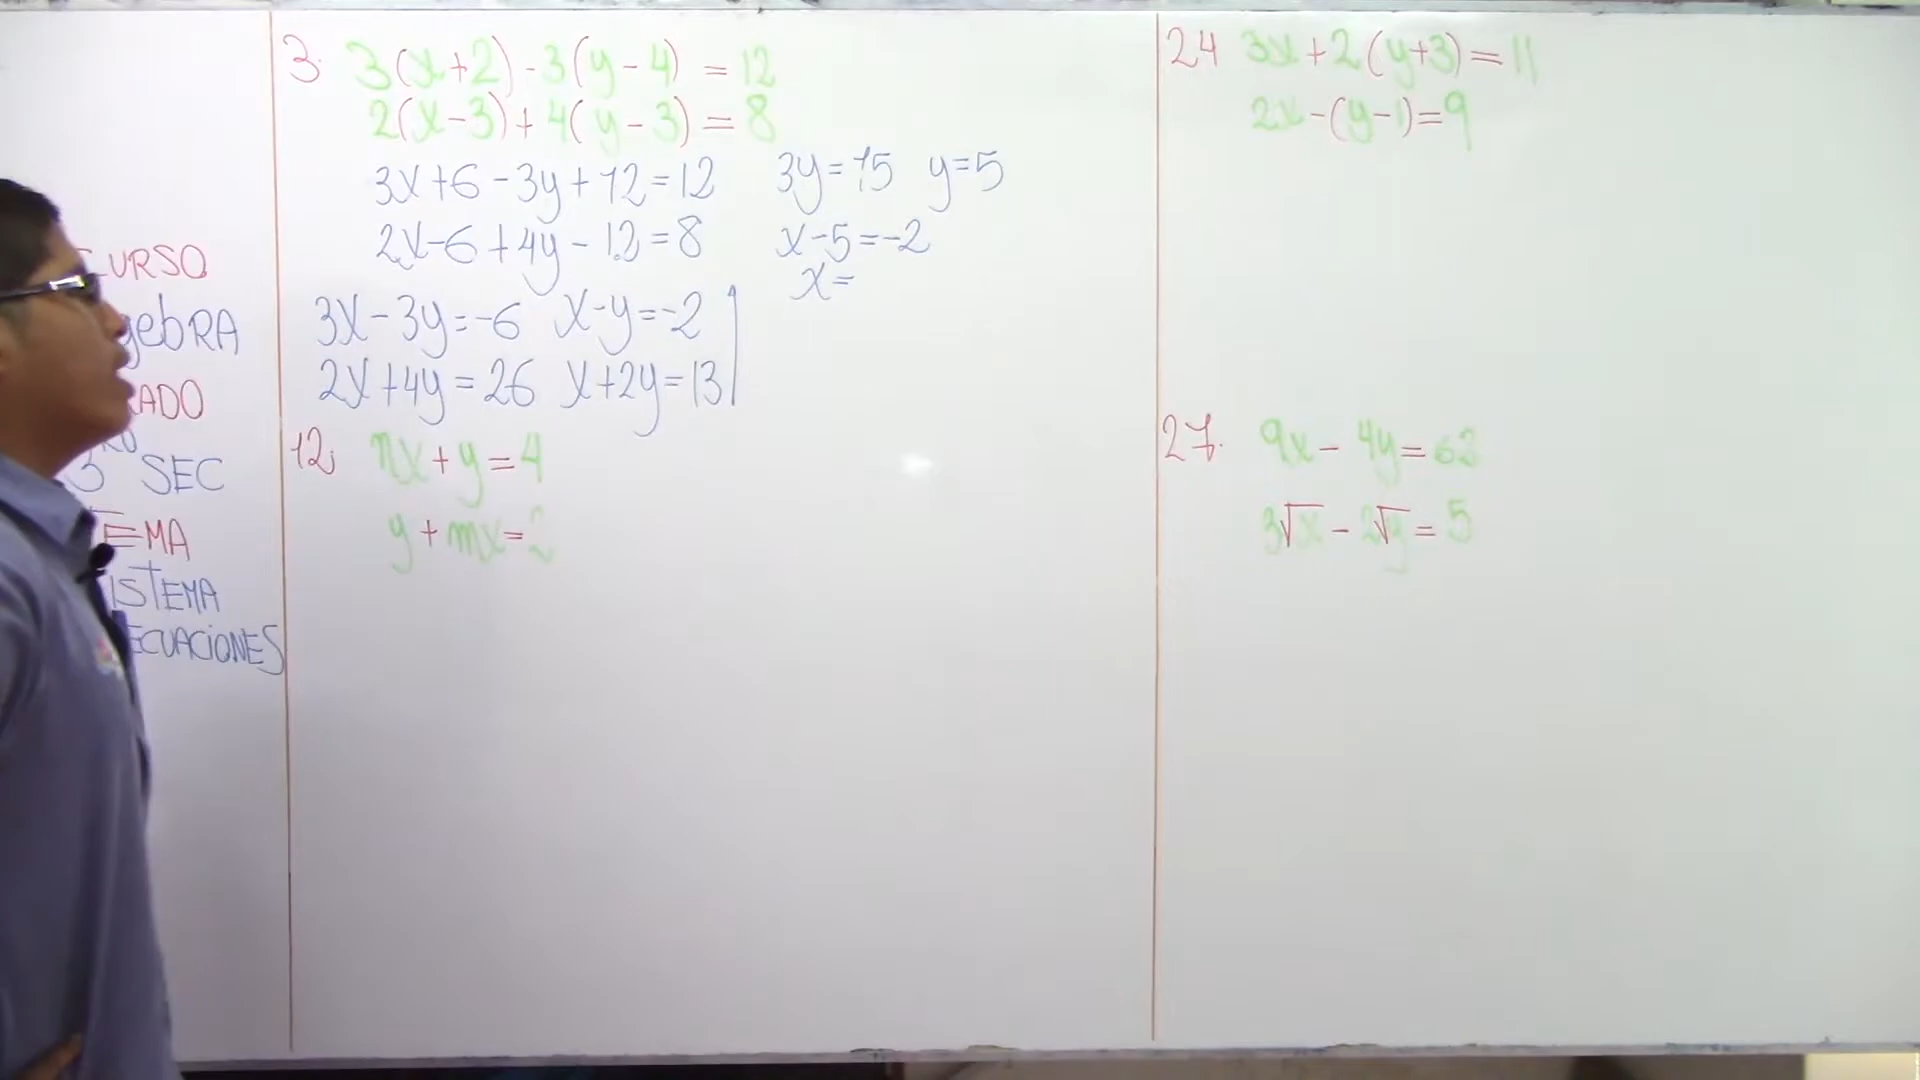 CURSO
gebRA
RADO
3RO SEC
TEMA
ISTEMA
ECUACIONES
3. 3(x+2)-3(y-4)=12
2(x-3)+4(y-3)=8
3x+6-3y+12=12
2x-6+4y-12=8
3x-3y=-6 x-y=-2
2x+4y=26 x+2y=13
3y=15 y=5
x-5=-2
x=
12. nx+y=4
y+mx=2
24 3x+2(y+3)=11
2x-(y-1)=9
27. 9x-4y=63
3√x-2√y=5